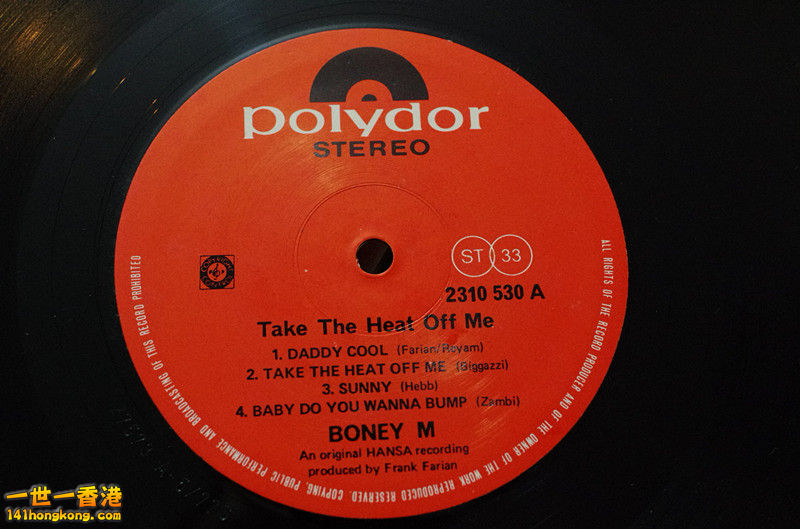 polydor
STEREO
ST 33
2310 530 A
Take The Heat Off Me
1. DADDY COOL (Farian/Reyam)
2. TAKE THE HEAT OFF ME (Biggazzi)
3. SUNNY (Hebb)
4. BABY DO YOU WANNA BUMP (Zambi)
BONEY M
An original HANSA recording
produced by Frank Farian
ALL RIGHTS OF THE RECORD PRODUCER AND OF THE OWNER OF THE WORK REPRODUCED RESERVED. COPYING, PUBLIC PERFORMANCE AND BROADCASTING OF THIS RECORD PROHIBITED
一世一香港
141hongkong.com